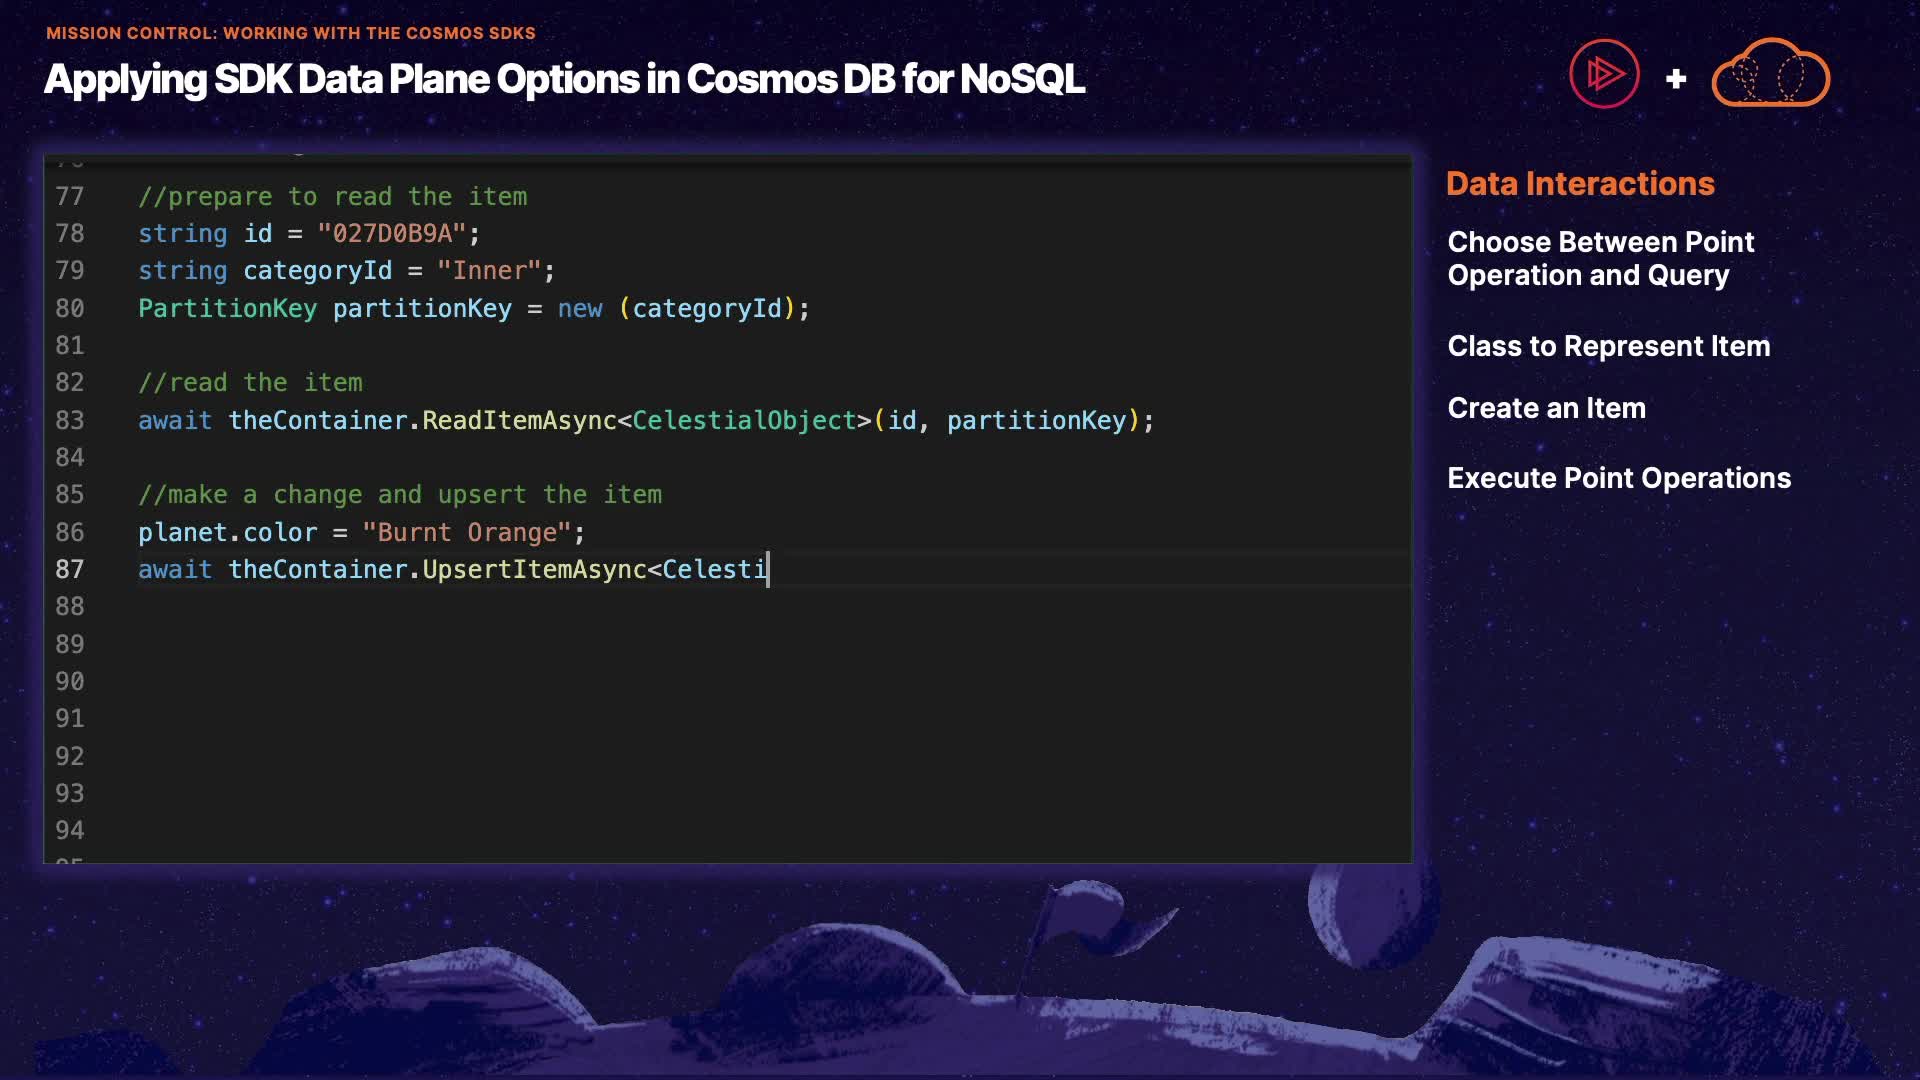 MISSION CONTROL: WORKING WITH THE COSMOS SDKS
Applying SDK Data Plane Options in Cosmos DB for NoSQL
77 //prepare to read the item
78 string id = "027D0B9A";
79 string categoryId = "Inner";
80 PartitionKey partitionKey = new (categoryId);
81
82 //read the item
83 await theContainer.ReadItemAsync<CelestialObject>(id, partitionKey);
84
85 //make a change and upsert the item
86 planet.color = "Burnt Orange";
87 await theContainer.UpsertItemAsync<Celesti
88
89
90
91
92
93
94
Data Interactions
Choose Between Point
Operation and Query
Class to Represent Item
Create an Item
Execute Point Operations